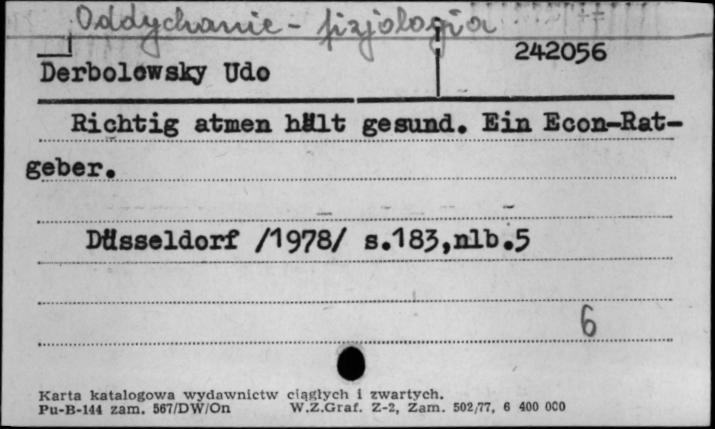 Oddychanie - fizjologia
242056
Derbolowsky Udo
Richtig atmen hält gesund. Ein Econ-Rat-
geber.
Düsseldorf /1978/ s.183,nlb.5
6
Karta katalogowa wydawnictw ciągłych i zwartych.
Pu-B-144 zam. 567/DW/On W.Z.Graf. Z-2, Zam. 502/77, 6 400 000